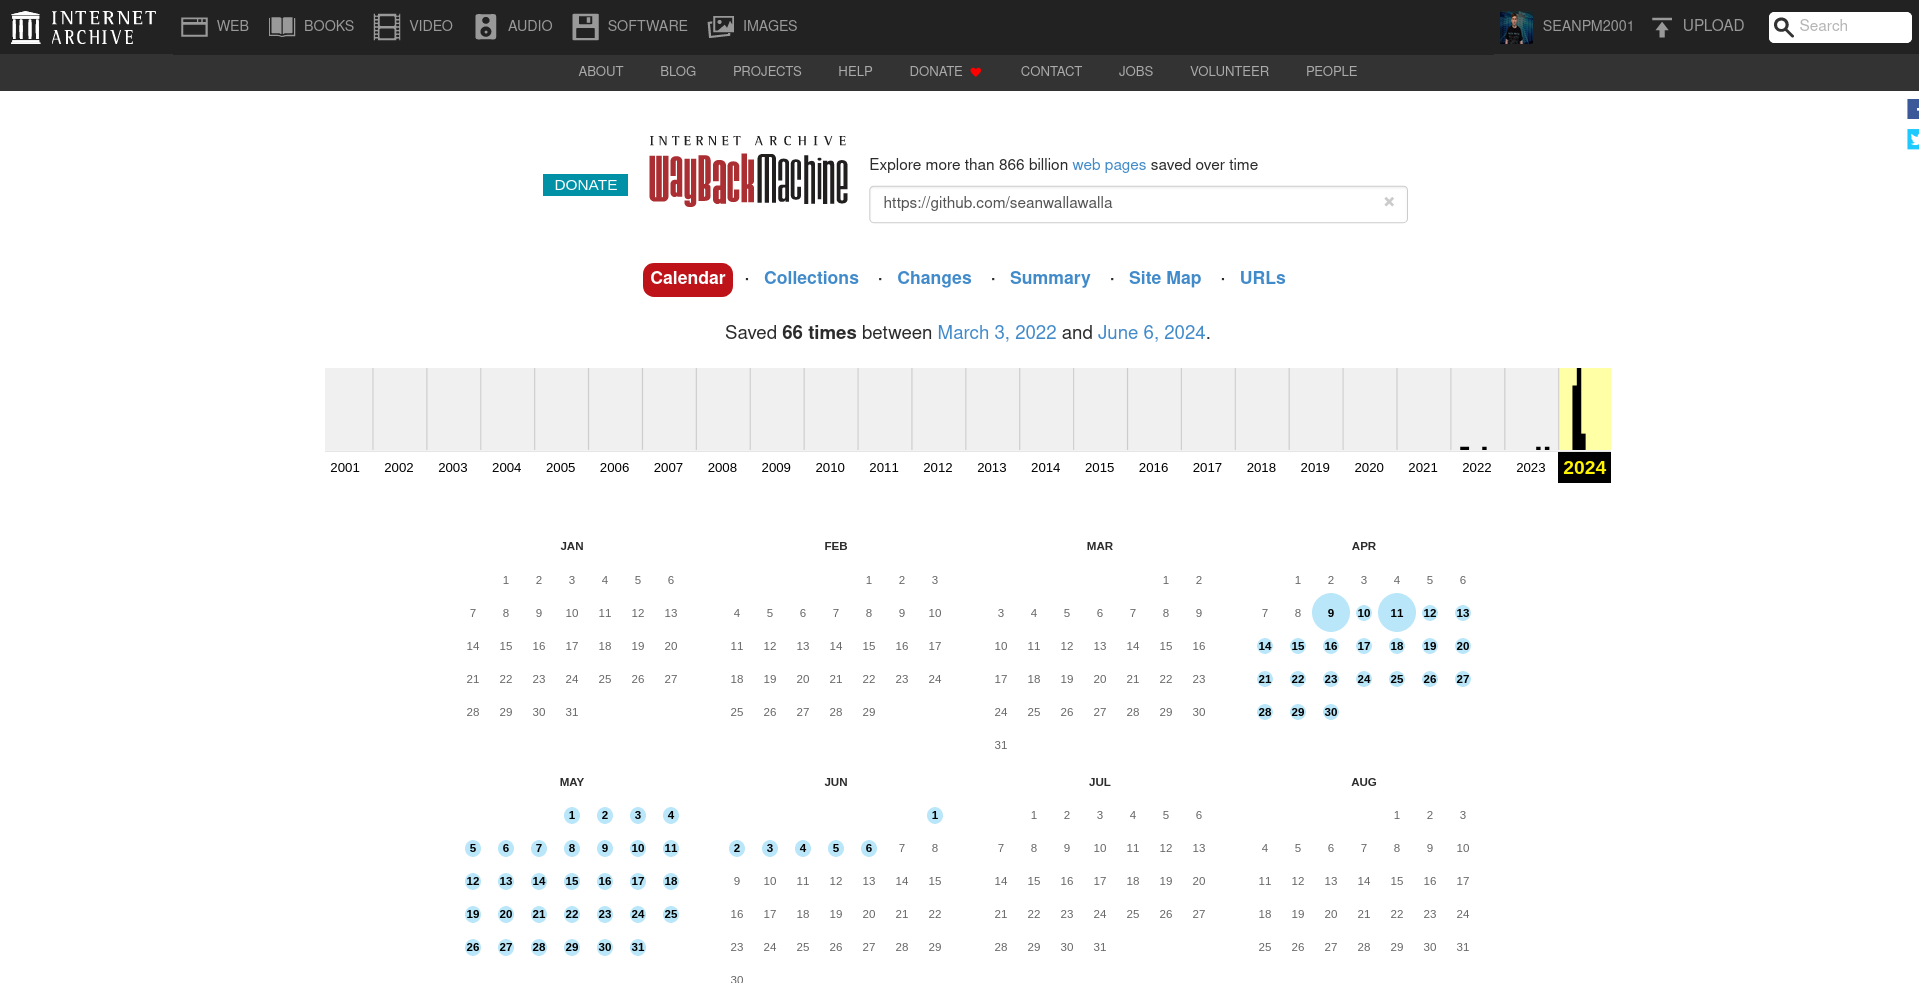 INTERNET ARCHIVE WEB BOOKS VIDEO AUDIO SOFTWARE IMAGES SEANPM2001 UPLOAD Search
ABOUT BLOG PROJECTS HELP DONATE CONTACT JOBS VOLUNTEER PEOPLE
INTERNET ARCHIVE
WayBackMachine
DONATE
Explore more than 866 billion web pages saved over time
https://github.com/seanwallawalla ×
Calendar · Collections · Changes · Summary · Site Map · URLs
Saved 66 times between March 3, 2022 and June 6, 2024.
2001 2002 2003 2004 2005 2006 2007 2008 2009 2010 2011 2012 2013 2014 2015 2016 2017 2018 2019 2020 2021 2022 2023 2024
JAN
1 2 3 4 5 6
7 8 9 10 11 12 13
14 15 16 17 18 19 20
21 22 23 24 25 26 27
28 29 30 31
FEB
1 2 3
4 5 6 7 8 9 10
11 12 13 14 15 16 17
18 19 20 21 22 23 24
25 26 27 28 29
MAR
1 2
3 4 5 6 7 8 9
10 11 12 13 14 15 16
17 18 19 20 21 22 23
24 25 26 27 28 29 30
31
APR
1 2 3 4 5 6
7 8 9 10 11 12 13
14 15 16 17 18 19 20
21 22 23 24 25 26 27
28 29 30
MAY
1 2 3 4
5 6 7 8 9 10 11
12 13 14 15 16 17 18
19 20 21 22 23 24 25
26 27 28 29 30 31
JUN
1
2 3 4 5 6 7 8
9 10 11 12 13 14 15
16 17 18 19 20 21 22
23 24 25 26 27 28 29
30
JUL
1 2 3 4 5 6
7 8 9 10 11 12 13
14 15 16 17 18 19 20
21 22 23 24 25 26 27
28 29 30 31
AUG
1 2 3
4 5 6 7 8 9 10
11 12 13 14 15 16 17
18 19 20 21 22 23 24
25 26 27 28 29 30 31